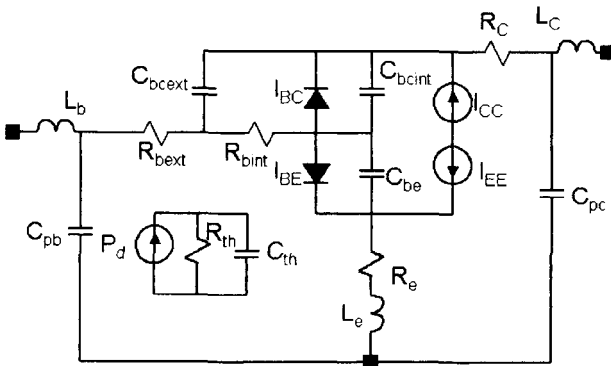 R_C
L_C
C_bcext
I_BC
C_bcint
I_CC
L_b
R_bext
R_bint
I_BE
C_be
I_EE
C_pb
P_d
R_th
C_th
R_e
C_pc
L_e